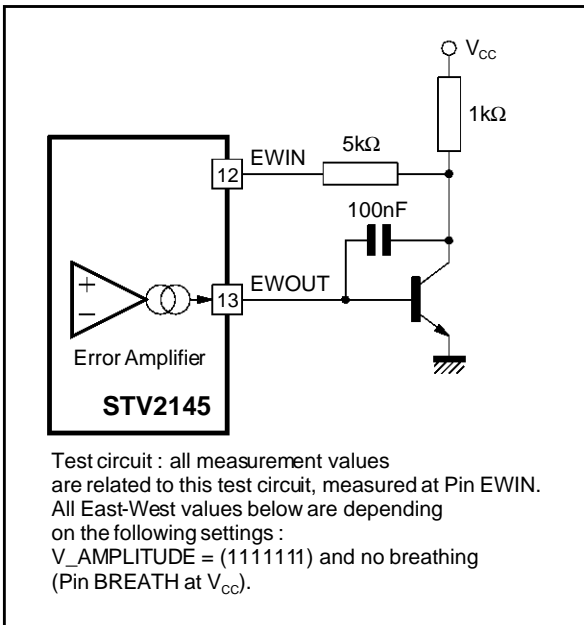 V_CC
1kΩ
5kΩ
EWIN
12
100nF
EWOUT
13
+
−
Error Amplifier
STV2145
Test circuit : all measurement values
are related to this test circuit, measured at Pin EWIN.
All East-West values below are depending
on the following settings :
V_AMPLITUDE = (1111111) and no breathing
(Pin BREATH at V_CC).